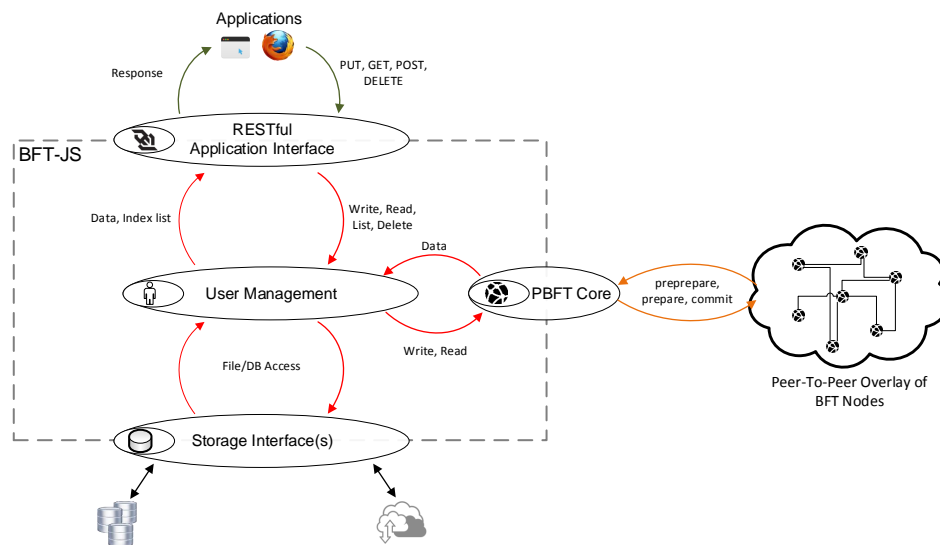 Applications
Response
PUT, GET, POST,
DELETE
RESTful
Application Interface
BFT-JS
Data, Index list
Write, Read,
List, Delete
Data
User Management
PBFT Core
preprepare,
prepare, commit
Write, Read
File/DB Access
Peer-To-Peer Overlay of
BFT Nodes
Storage Interface(s)